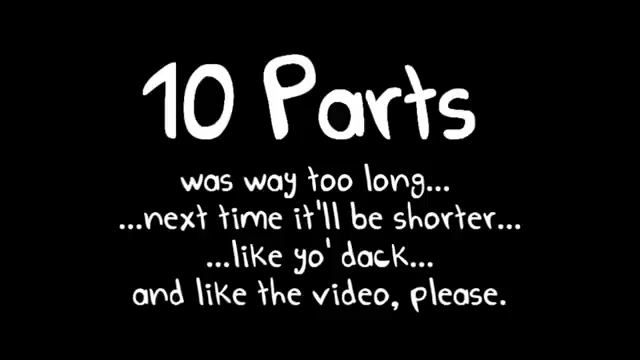 10 Parts
was way too long...
...next time it'll be shorter...
...like yo' dack...
and like the video, please.